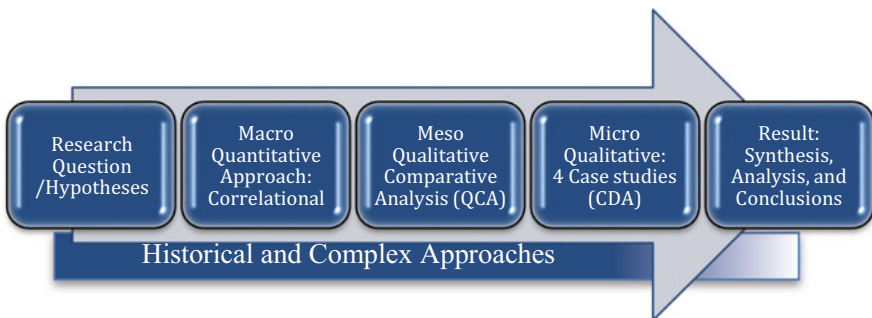 Research
Question
/Hypotheses
Macro
Quantitative
Approach:
Correlational
Meso
Qualitative
Comparative
Analysis (QCA)
Micro
Qualitative:
4 Case studies
(CDA)
Result:
Synthesis,
Analysis, and
Conclusions
Historical and Complex Approaches